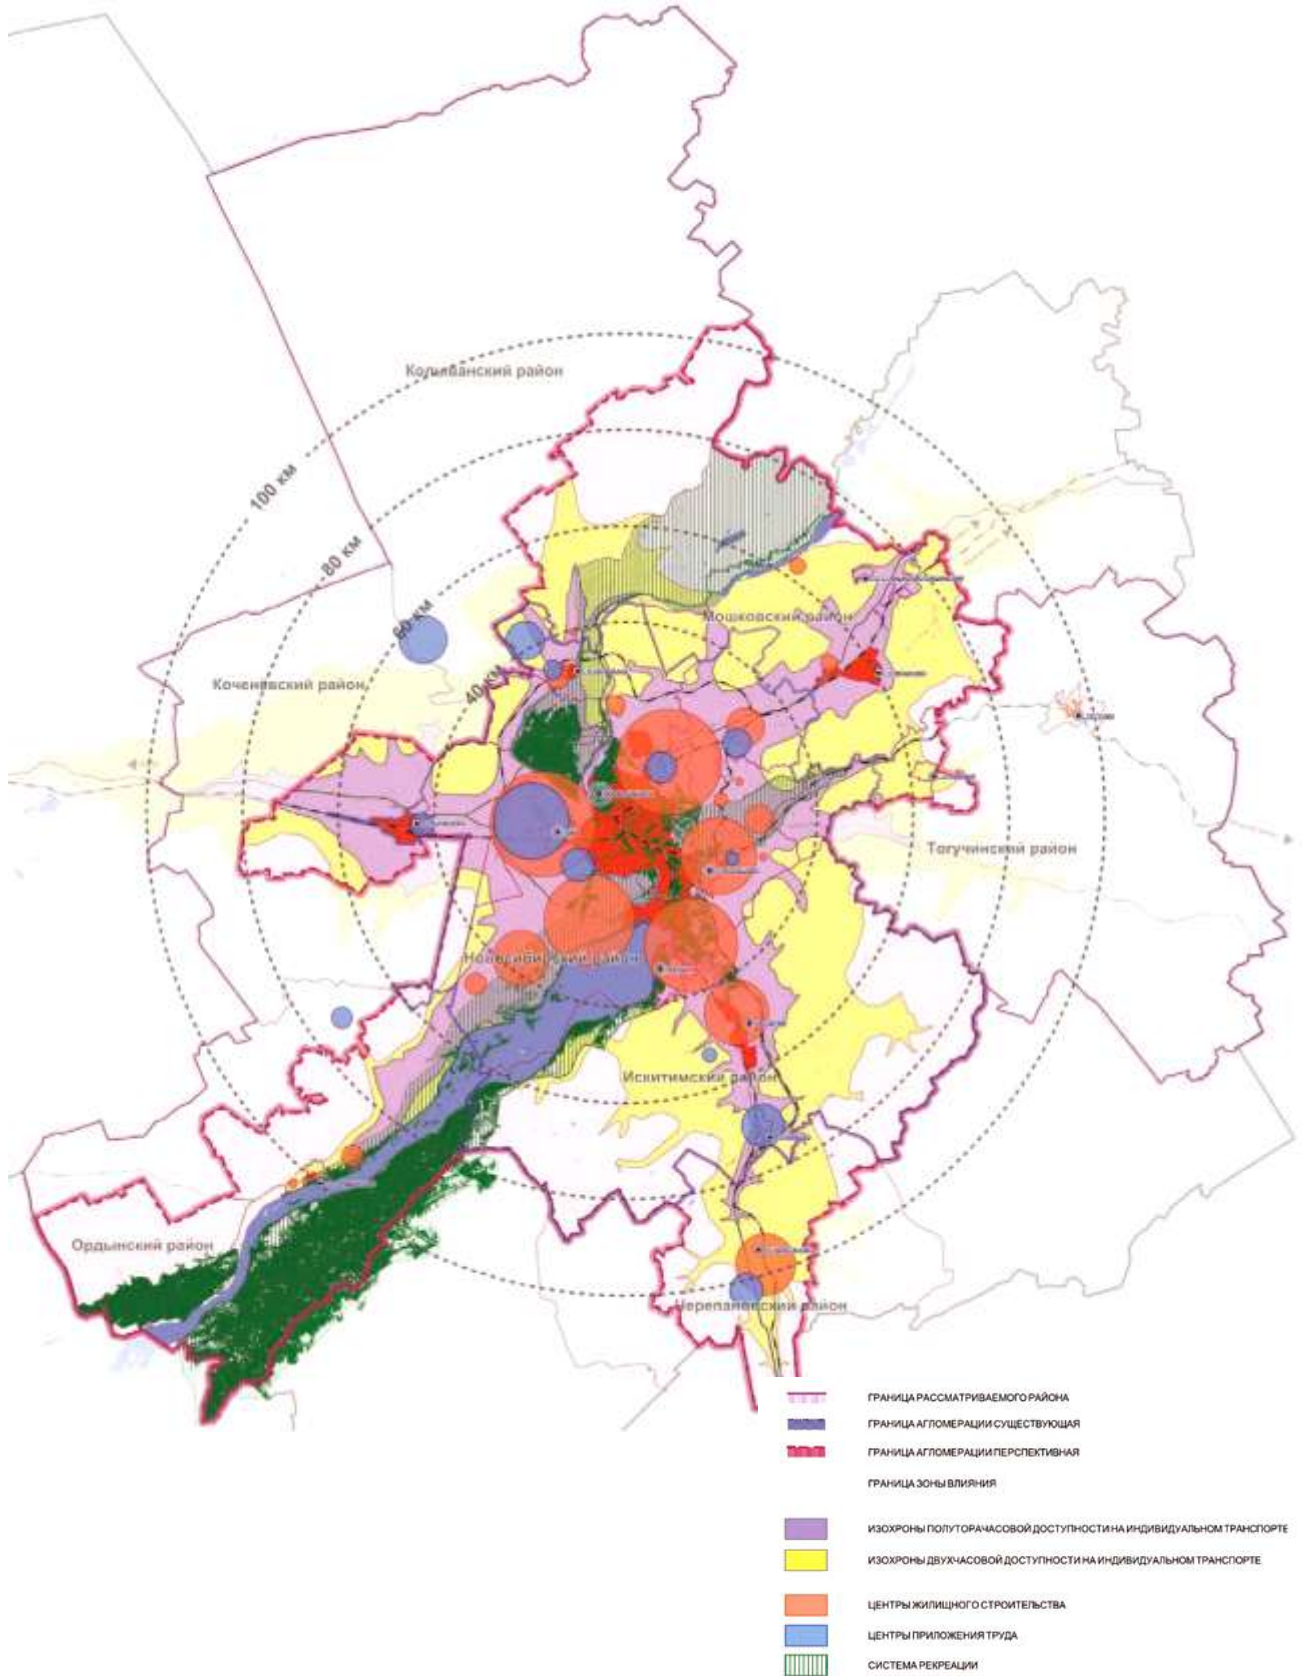 Колыванский район
100 км
80 км
60 км
Мошковский район
Коченевский район
40 км
Тогучинский район
Новосибирский район
Искитимский район
Ордынский район
Черепановский район
ГРАНИЦА РАССМАТРИВАЕМОГО РАЙОНА
ГРАНИЦА АГЛОМЕРАЦИИ СУЩЕСТВУЮЩАЯ
ГРАНИЦА АГЛОМЕРАЦИИ ПЕРСПЕКТИВНАЯ
ГРАНИЦА ЗОНЫ ВЛИЯНИЯ
ИЗОХРОНЫ ПОЛУТОРАЧАСОВОЙ ДОСТУПНОСТИ НА ИНДИВИДУАЛЬНОМ ТРАНСПОРТЕ
ИЗОХРОНЫ ДВУХЧАСОВОЙ ДОСТУПНОСТИ НА ИНДИВИДУАЛЬНОМ ТРАНСПОРТЕ
ЦЕНТРЫ ЖИЛИЩНОГО СТРОИТЕЛЬСТВА
ЦЕНТРЫ ПРИЛОЖЕНИЯ ТРУДА
СИСТЕМА РЕКРЕАЦИИ